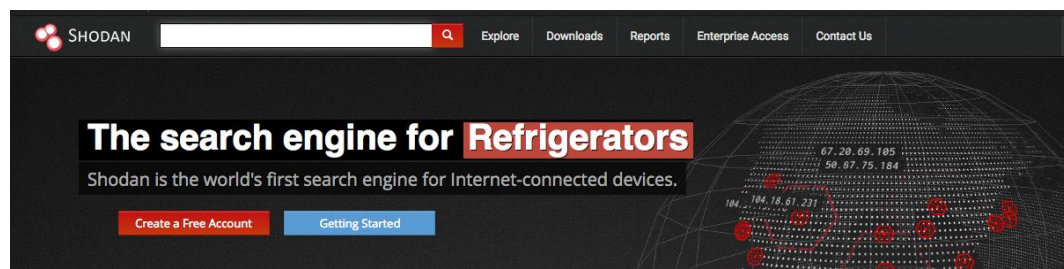 SHODAN Explore Downloads Reports Enterprise Access Contact Us
The search engine for Refrigerators
Shodan is the world's first search engine for Internet-connected devices.
Create a Free Account Getting Started
67.20.69.105
50.87.75.184
104. 104.18.61.231